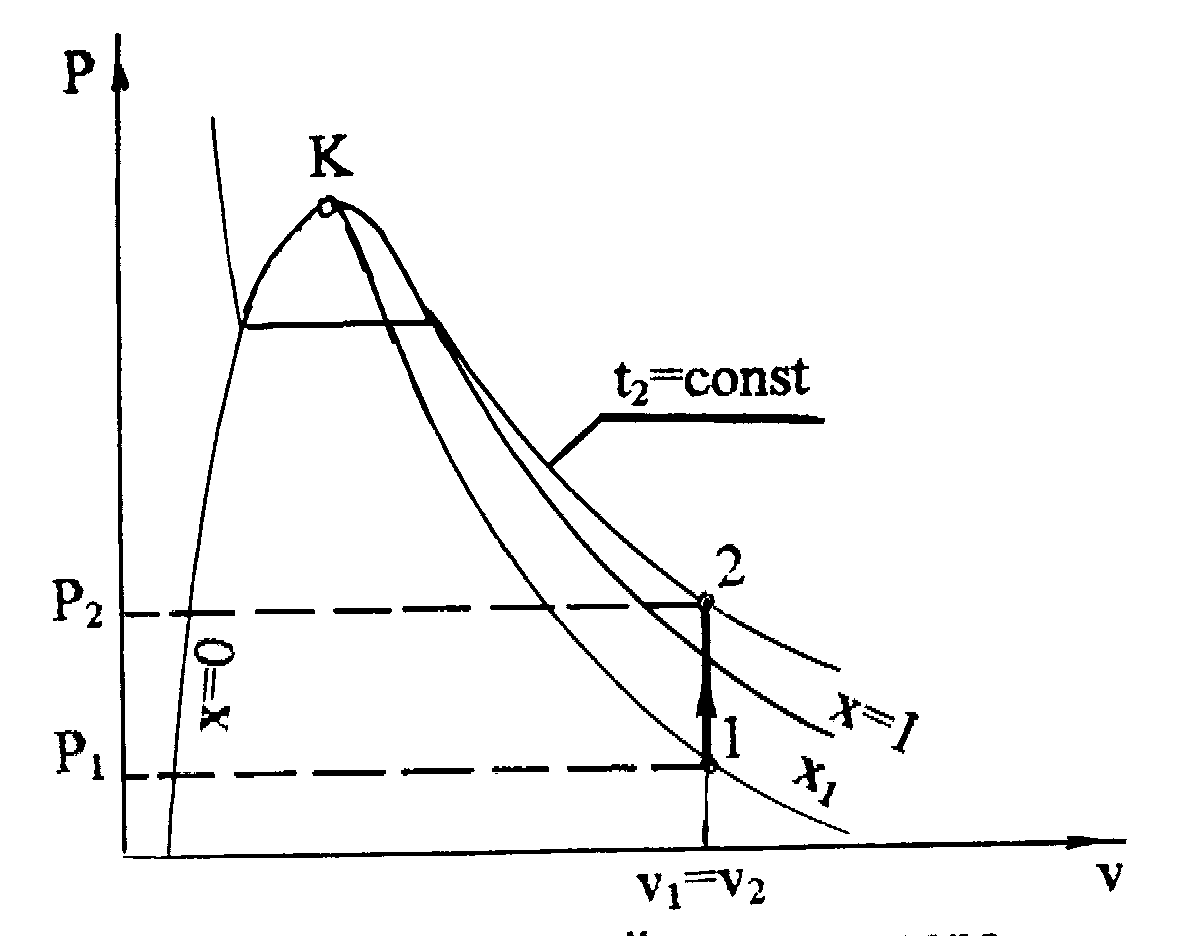 P
K
t₂=const
2
P₂
x=0
1
P₁
x=1
x₁
v₁=v₂
v